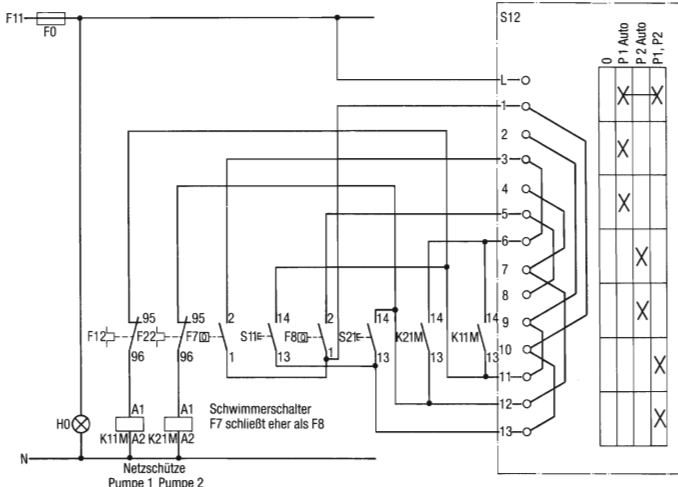 F11
F0
S12
0
P 1 Auto
P 2 Auto
P1, P2
L
1
2
3
4
5
6
7
8
9
10
11
12
13
95
95
2
14
2
14
14
14
F12
F22
F7
S11
F8
S21
K21M
K11M
96
96
1
13
1
13
13
13
A1
A1
Schwimmerschalter
F7 schließt eher als F8
H0
K11M A2
K21M A2
N
Netzschütze
Pumpe 1 Pumpe 2